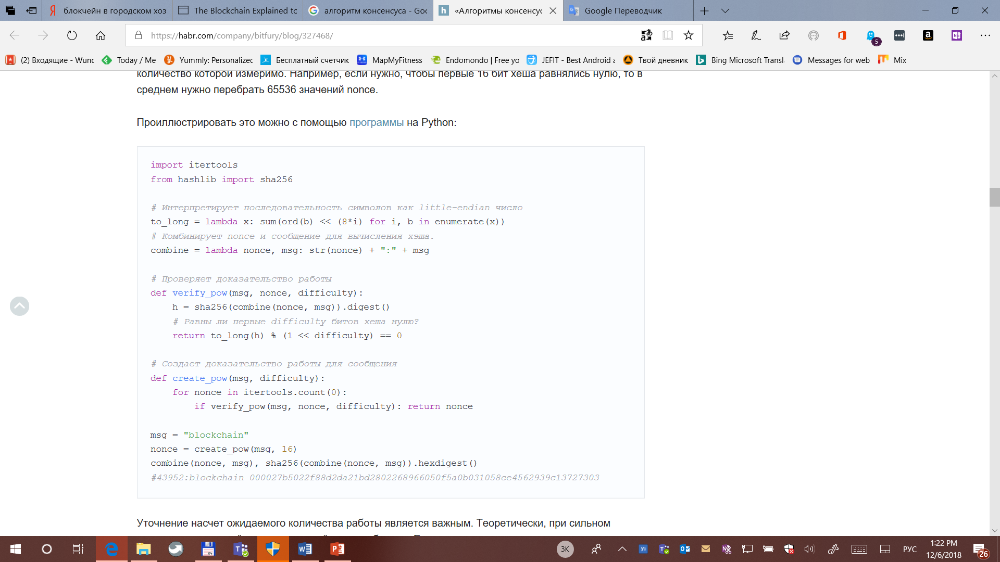 блокчейн в городском хоз
The Blockchain Explained to
алгоритм консенсуса - Goo
«Алгоритмы консенсус
Google Переводчик
https://habr.com/company/bitfury/blog/327468/
5
(2) Входящие - Wunc
Today / Me
Yummly: Personalized
Бесплатный счетчик
MapMyFitness
Endomondo | Free yo
JEFIT - Best Android a
Твой дневник
Bing Microsoft Transl
Messages for web
Mix
количество которой измеримо. Например, если нужно, чтобы первые 16 бит хеша равнялись нулю, то в
среднем нужно перебрать 65536 значений nonce.
Проиллюстрировать это можно с помощью программы на Python:
import itertools
from hashlib import sha256
# Интерпретирует последовательность символов как little-endian число
to_long = lambda x: sum(ord(b) << (8*i) for i, b in enumerate(x))
# Комбинирует nonce и сообщение для вычисления хэша.
combine = lambda nonce, msg: str(nonce) + ":" + msg
# Проверяет доказательство работы
def verify_pow(msg, nonce, difficulty):
    h = sha256(combine(nonce, msg)).digest()
    # Равны ли первые difficulty битов хеша нулю?
    return to_long(h) % (1 << difficulty) == 0
# Создает доказательство работы для сообщения
def create_pow(msg, difficulty):
    for nonce in itertools.count(0):
        if verify_pow(msg, nonce, difficulty): return nonce
msg = "blockchain"
nonce = create_pow(msg, 16)
combine(nonce, msg), sha256(combine(nonce, msg)).hexdigest()
#43952:blockchain 000027b5022f88d2da21bd2802268966050f5a0b031058ce4562939c13727303
Уточнение насчет ожидаемого количества работы является важным. Теоретически, при сильном
ЗК
РУС
1:22 PM
12/6/2018
26